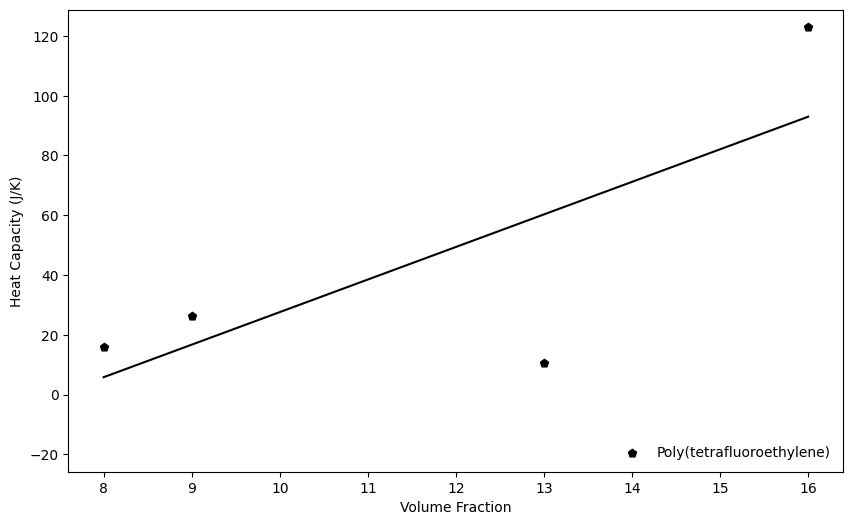 120
100
80
60
40
20
0
−20
Heat Capacity (J/K)
8 9 10 11 12 13 14 15 16
Volume Fraction
Poly(tetrafluoroethylene)